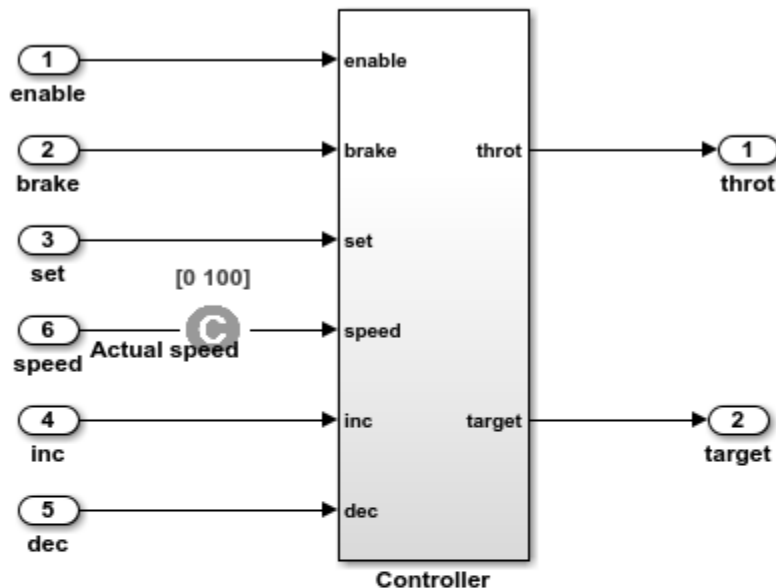 1
enable
enable
2
brake
brake
throt
1
throt
3
set
set
[0 100]
6
speed
C
Actual speed
speed
4
inc
inc
target
2
target
5
dec
dec
Controller